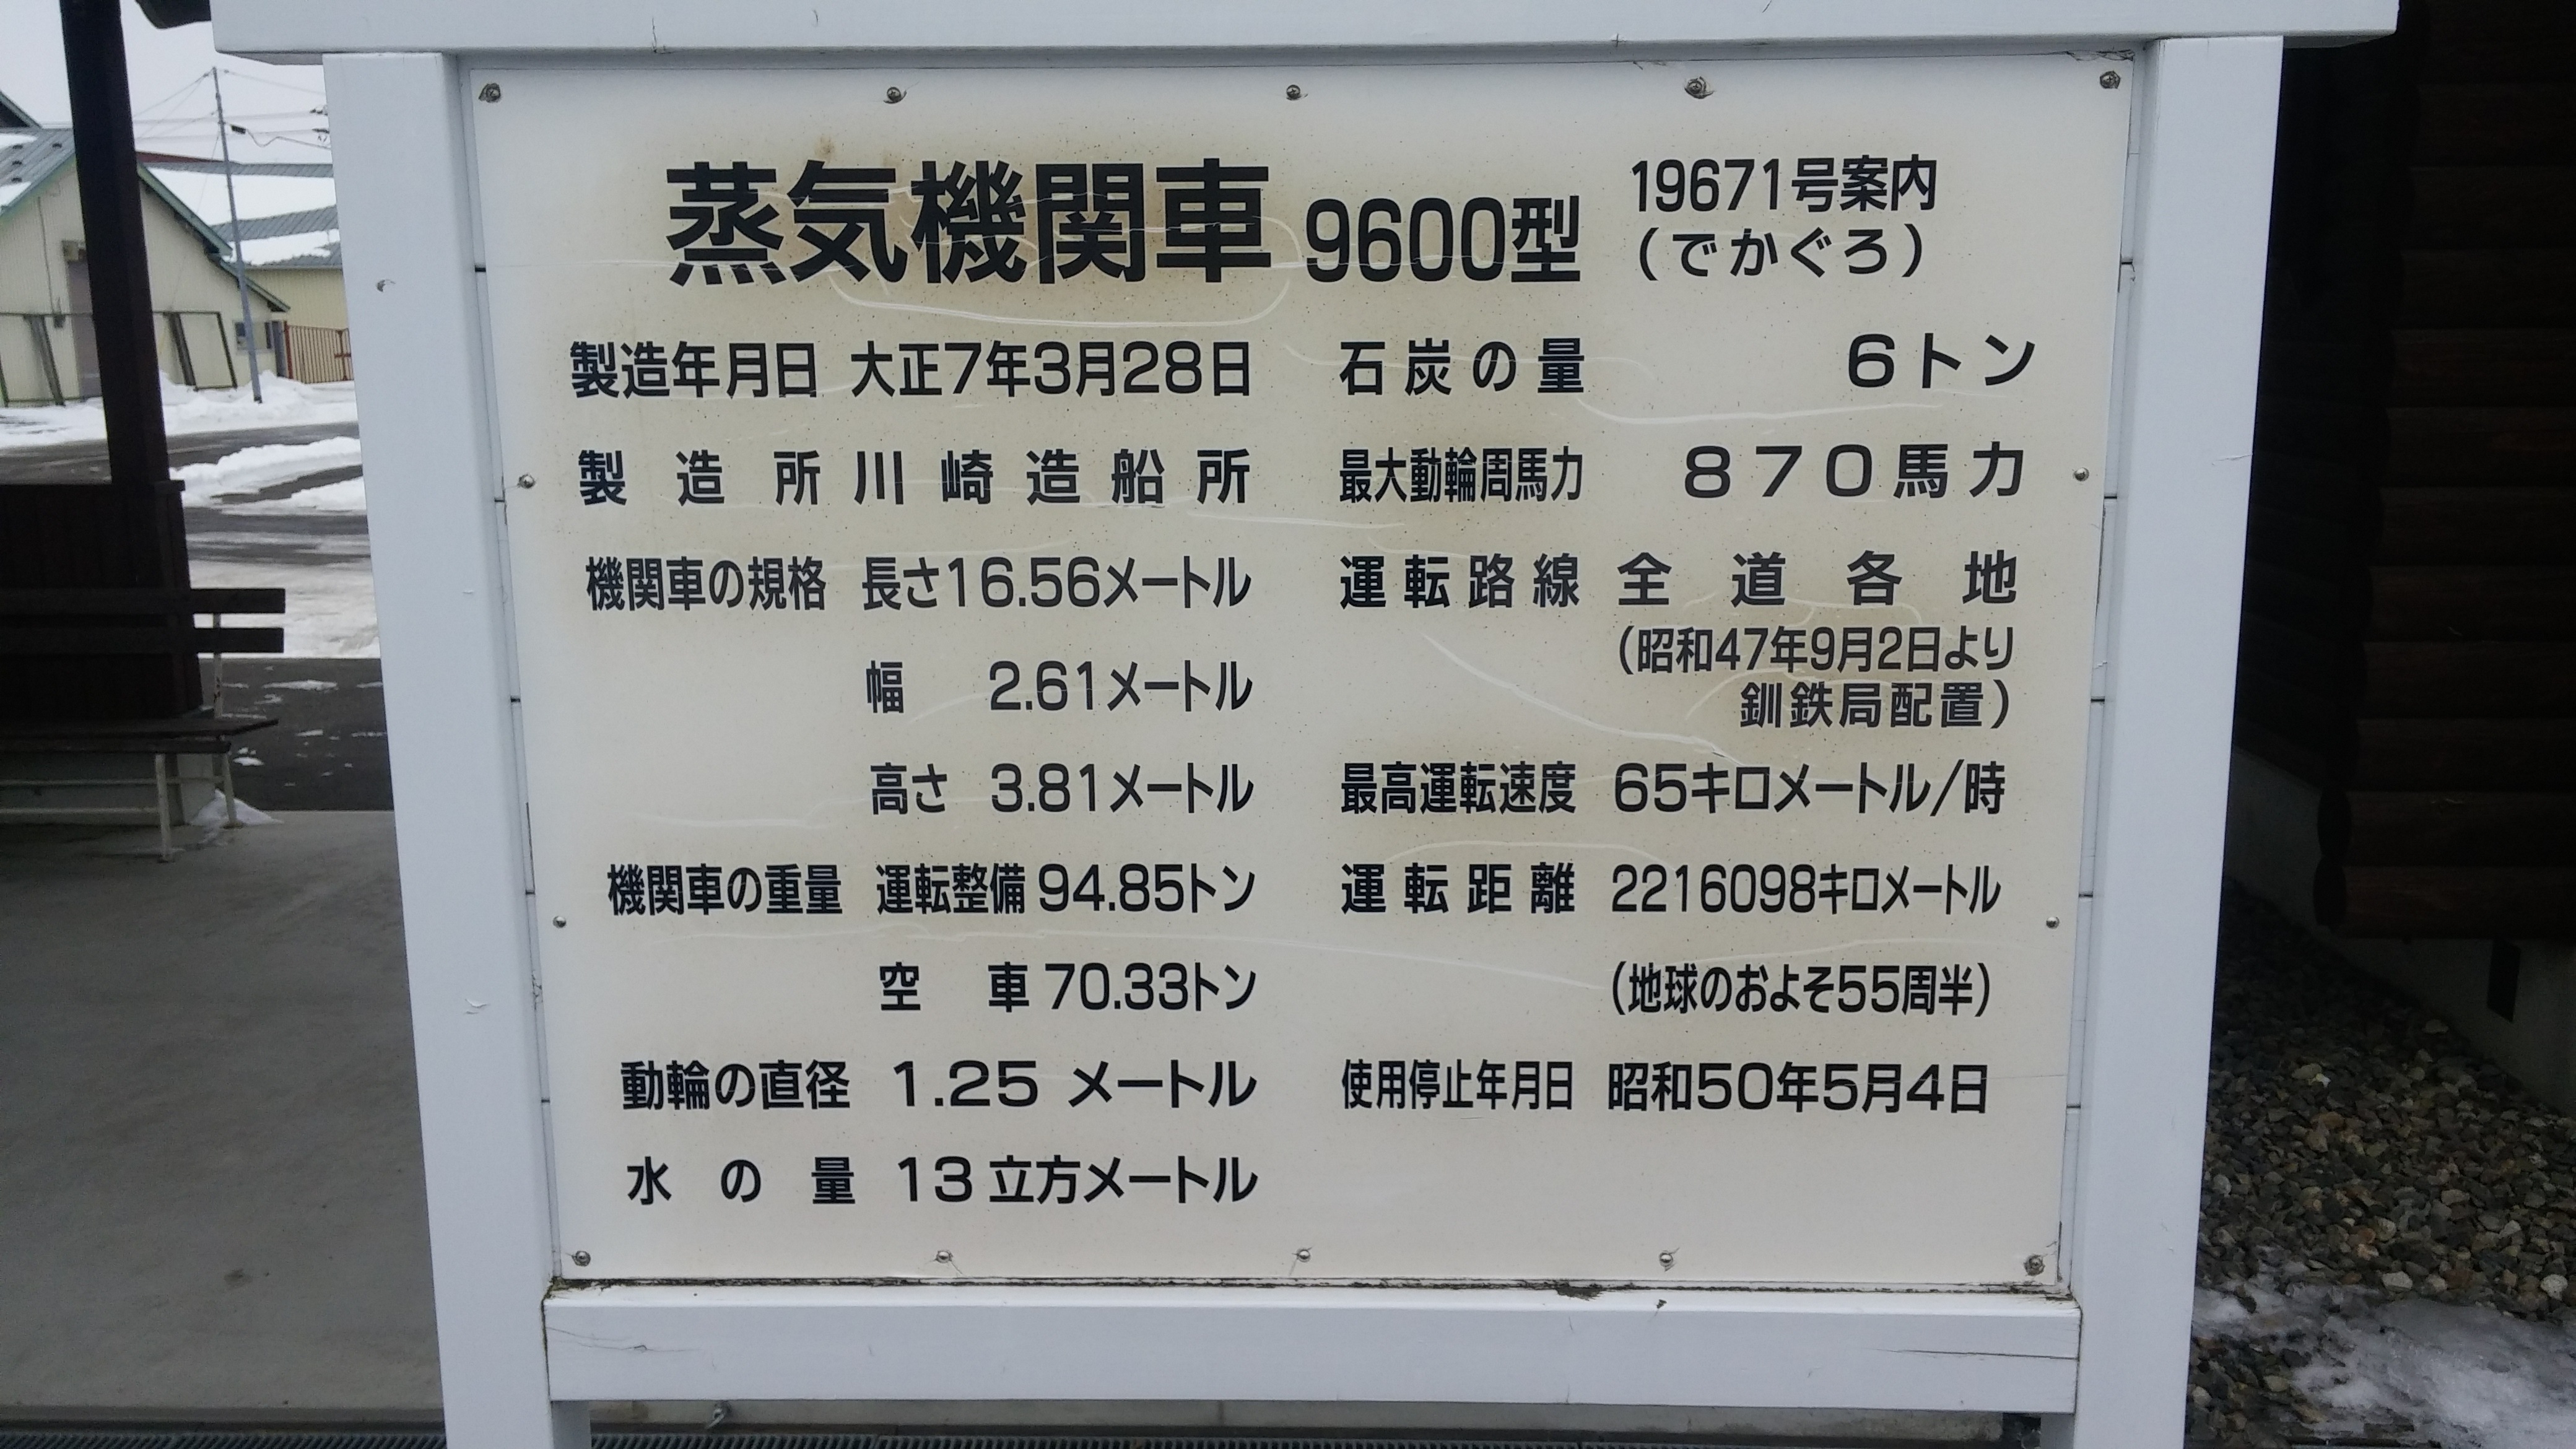 蒸気機関車 9600型 19671号案内
(でかぐろ)
製造年月日 大正7年3月28日
製造所 川崎造船所
機関車の規格 長さ16.56メートル
幅 2.61メートル
高さ 3.81メートル
機関車の重量 運転整備 94.85トン
空車 70.33トン
動輪の直径 1.25 メートル
水の量 13 立方メートル
石炭の量 6トン
最大動輪周馬力 870馬力
運転路線 全道各地
(昭和47年9月2日より
釧鉄局配置)
最高運転速度 65キロメートル/時
運転距離 2216098キロメートル
(地球のおよそ55周半)
使用停止年月日 昭和50年5月4日